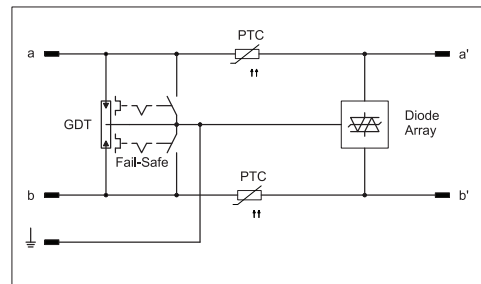 PTC
a
a'
GDT
Diode
Array
Fail-Safe
PTC
b
b'